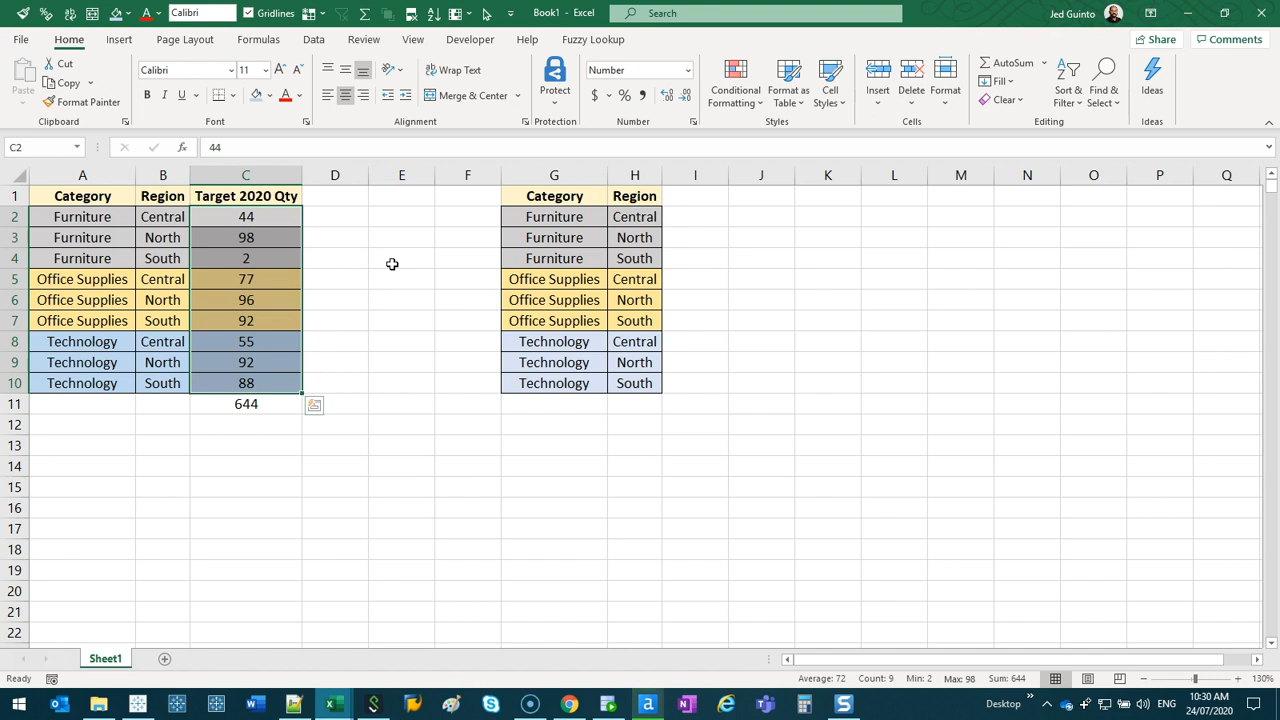 Calibri
Gridlines
Book1 - Excel
Search
Jed Guinto
File
Home
Insert
Page Layout
Formulas
Data
Review
View
Developer
Help
Fuzzy Lookup
Share
Comments
Paste
Cut
Copy
Format Painter
Clipboard
Calibri
11
B I U
Font
Wrap Text
Merge & Center
Alignment
Protect
Protection
Number
$ % ,
Number
Conditional Formatting
Format as Table
Cell Styles
Styles
Insert
Delete
Format
Cells
AutoSum
Fill
Clear
Sort & Filter
Find & Select
Editing
Ideas
Ideas
C2
fx
44
A B C D E F G H I J K L M N O P Q
1 Category Region Target 2020 Qty Category Region
2 Furniture Central 44 Furniture Central
3 Furniture North 98 Furniture North
4 Furniture South 2 Furniture South
5 Office Supplies Central 77 Office Supplies Central
6 Office Supplies North 96 Office Supplies North
7 Office Supplies South 92 Office Supplies South
8 Technology Central 55 Technology Central
9 Technology North 92 Technology North
10 Technology South 88 Technology South
11 644
12
13
14
15
16
17
18
19
20
21
22
Sheet1
Ready
Average: 72 Count: 9 Min: 2 Max: 98 Sum: 644
130%
Desktop
ENG
10:30 AM
24/07/2020